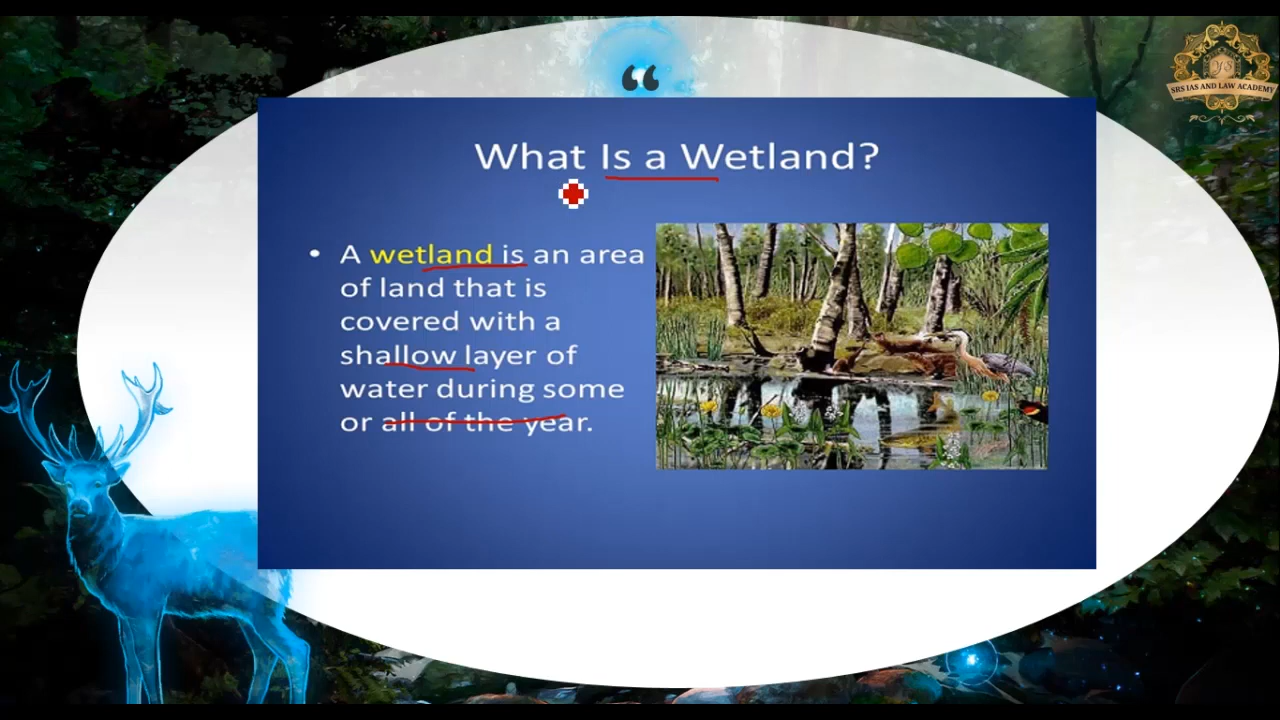 “
SRS IAS AND LAW ACADEMY
What Is a Wetland?
• A wetland is an area
of land that is
covered with a
shallow layer of
water during some
or all of the year.